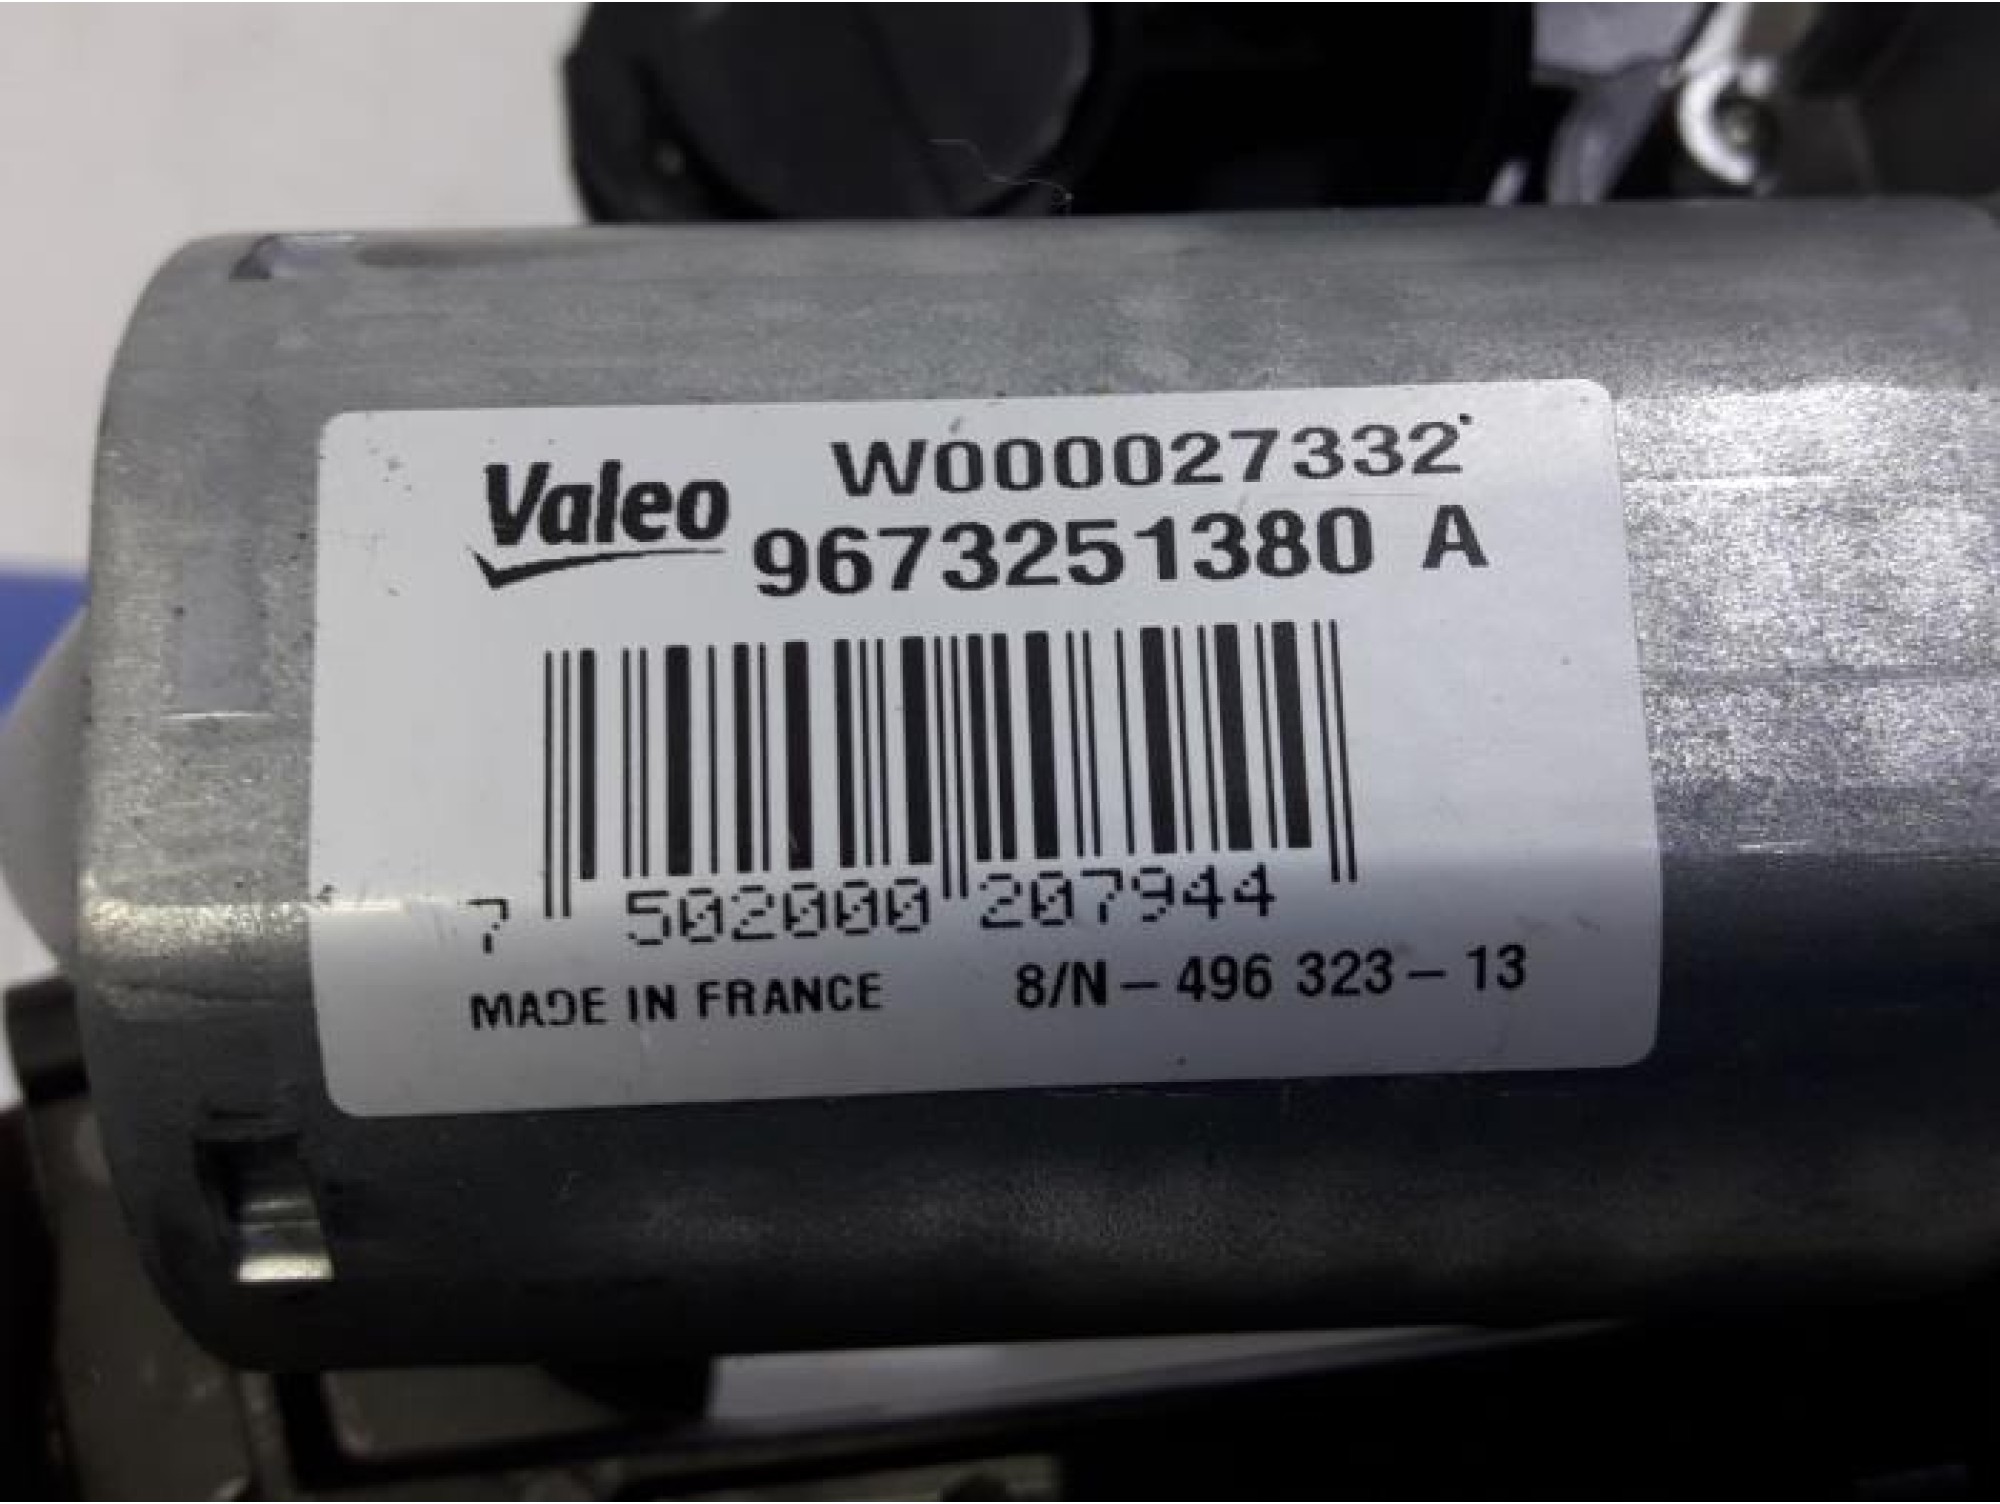 Valeo W000027332
9673251380 A
7 502000 207944
MADE IN FRANCE 8/N-496 323-13